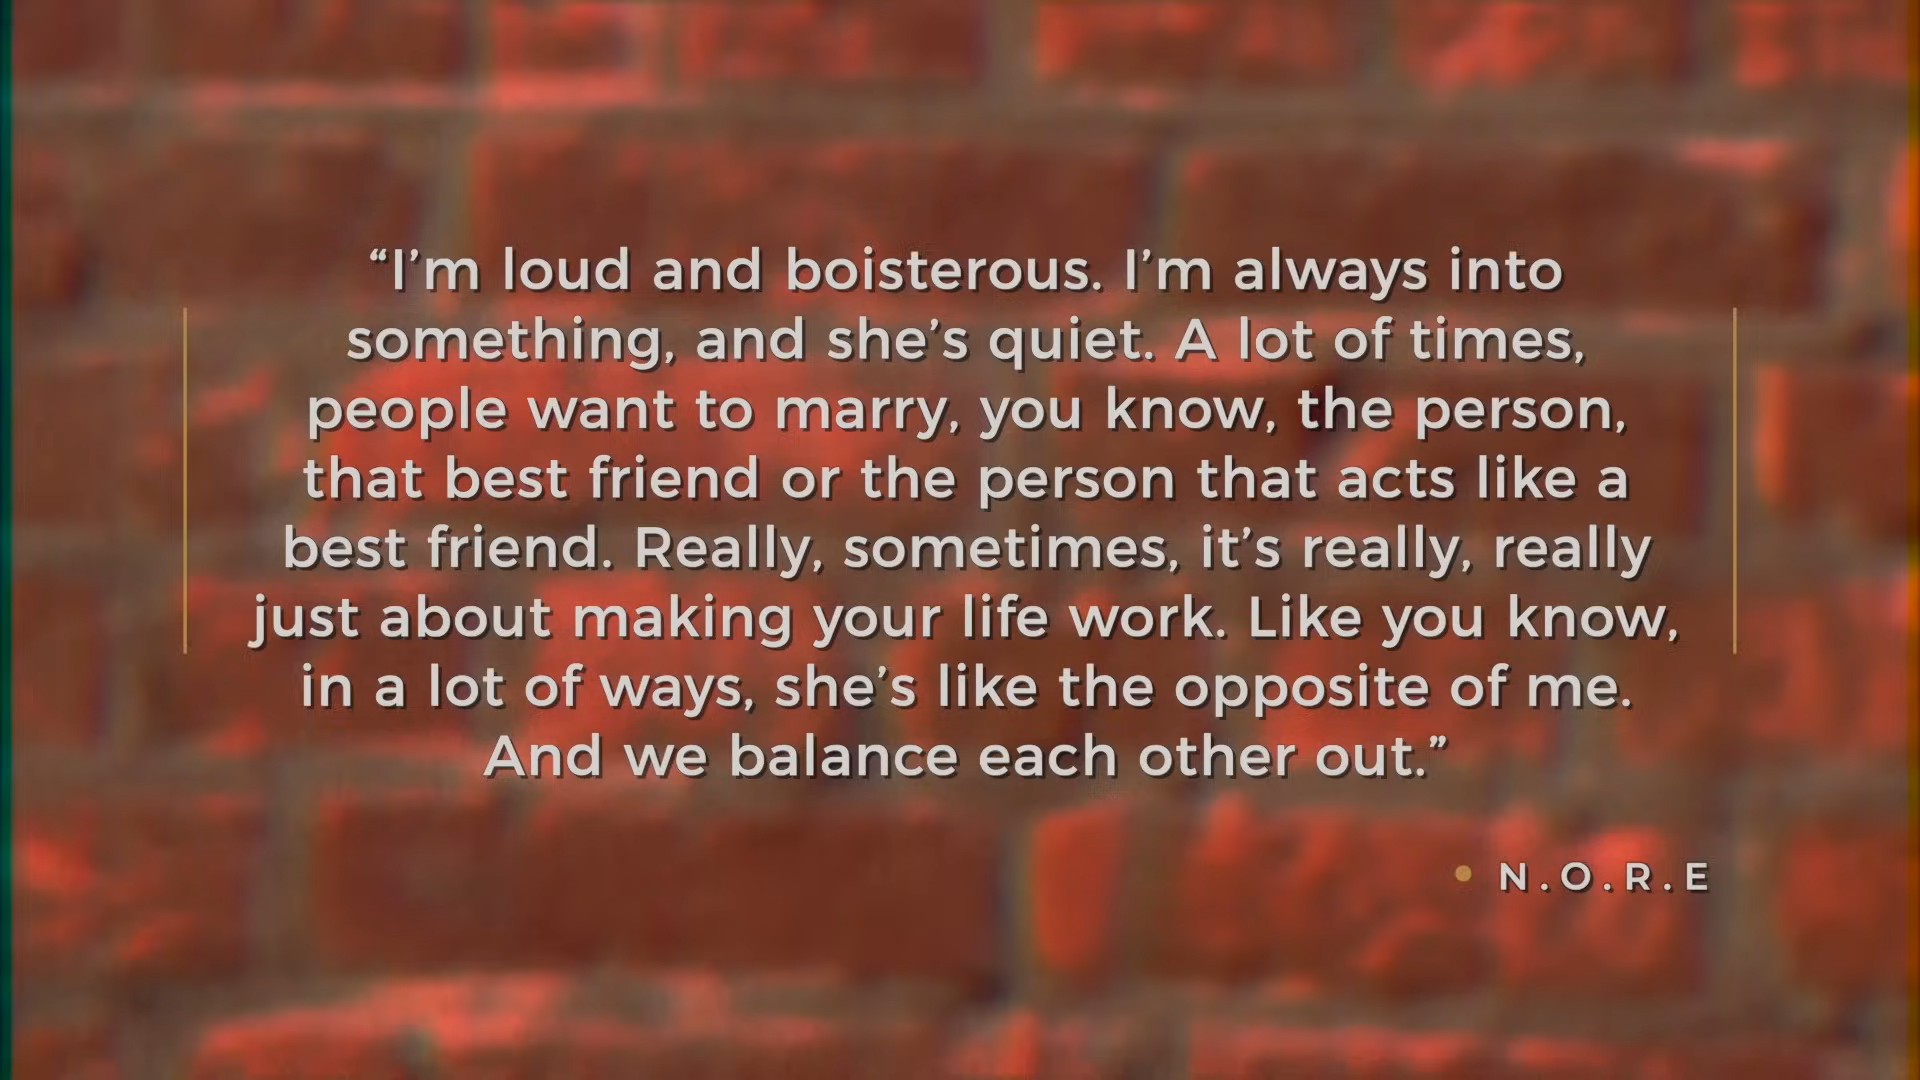 “I’m loud and boisterous. I’m always into
something, and she’s quiet. A lot of times,
people want to marry, you know, the person,
that best friend or the person that acts like a
best friend. Really, sometimes, it’s really, really
just about making your life work. Like you know,
in a lot of ways, she’s like the opposite of me.
And we balance each other out.”
• N.O.R.E